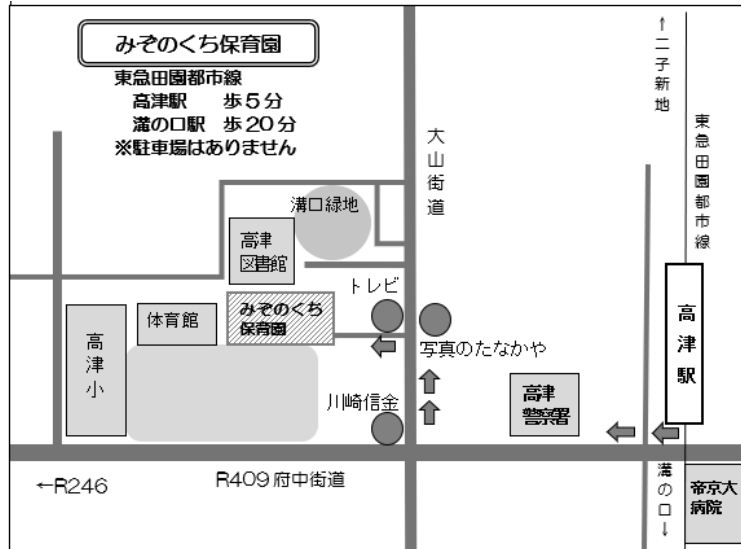 みぞのくち保育園
東急田園都市線
高津駅　歩5分
溝の口駅　歩20分
※駐車場はありません
↑二子新地
東急田園都市線
大山街道
溝口緑地
高津
図書館
トレビ
みぞのくち
保育園
体育館
高津小
写真のたなかや
高津駅
川崎信金
高津
警察署
←R246
R409府中街道
溝の口↓
帝京大
病院